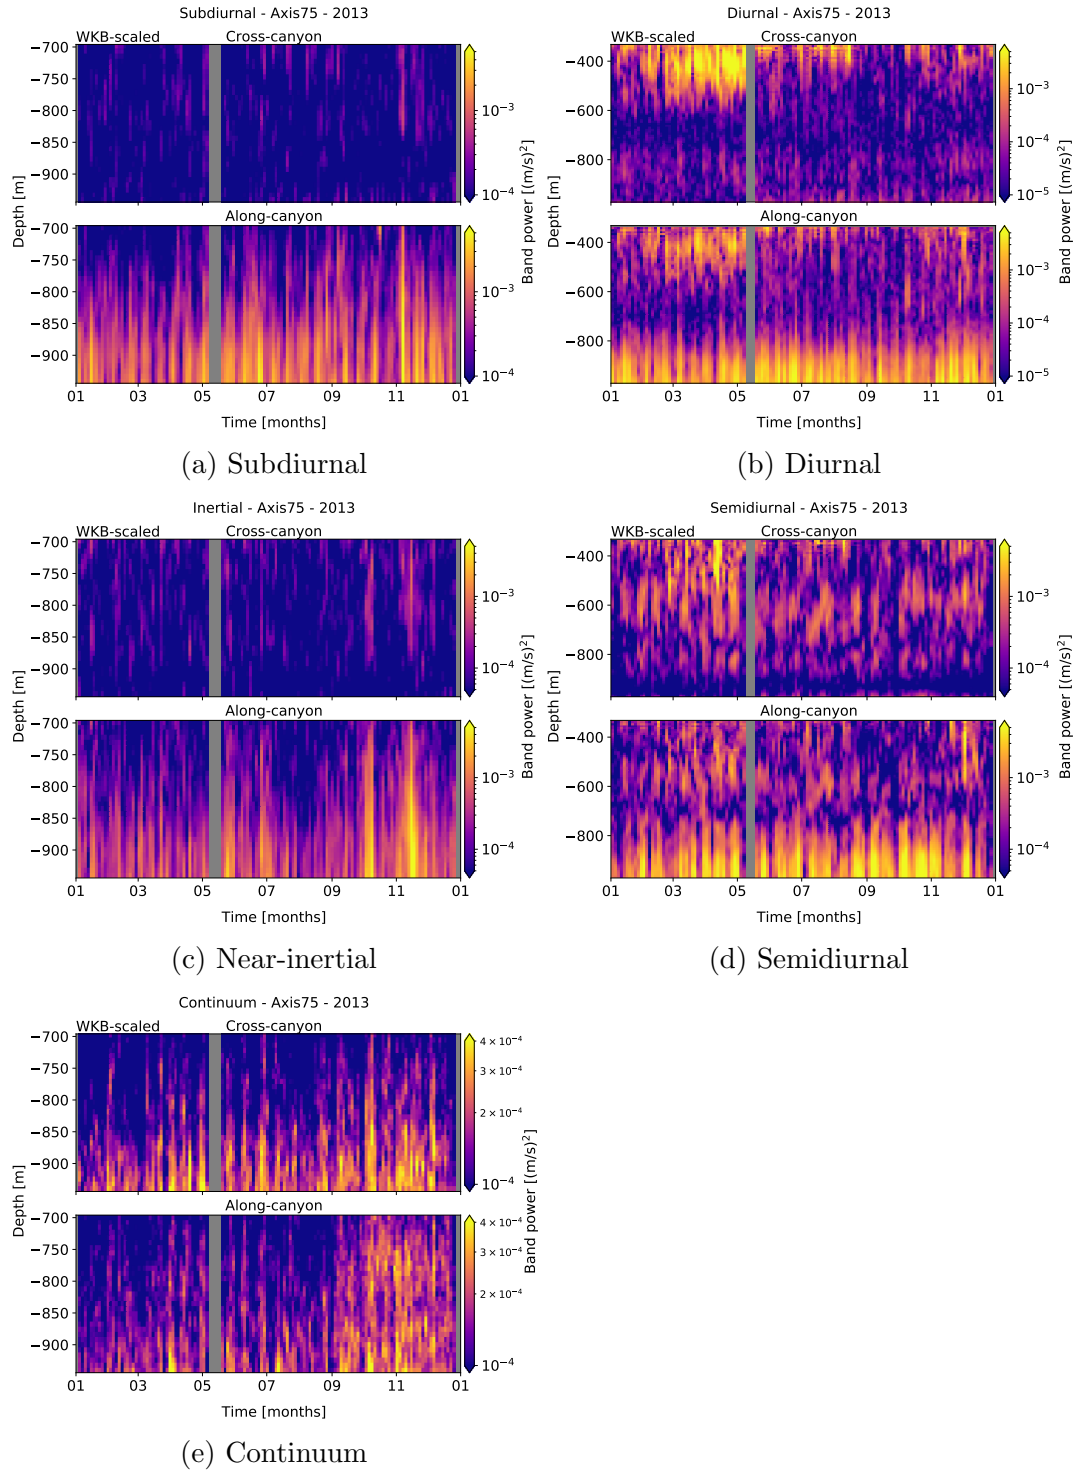 Subdiurnal - Axis75 - 2013
WKB-scaled Cross-canyon
−700
−750
−800
−850
−900
10⁻³
10⁻⁴
Along-canyon
−700
−750
−800
−850
−900
10⁻³
10⁻⁴
Depth [m]
Band power [(m/s)²]
01 03 05 07 09 11 01
Time [months]
(a) Subdiurnal
Diurnal - Axis75 - 2013
WKB-scaled Cross-canyon
−400
−600
−800
10⁻³
10⁻⁴
10⁻⁵
Along-canyon
−400
−600
−800
10⁻³
10⁻⁴
10⁻⁵
Depth [m]
Band power [(m/s)²]
01 03 05 07 09 11 01
Time [months]
(b) Diurnal
Inertial - Axis75 - 2013
WKB-scaled Cross-canyon
−700
−750
−800
−850
−900
10⁻³
10⁻⁴
Along-canyon
−700
−750
−800
−850
−900
10⁻³
10⁻⁴
Depth [m]
Band power [(m/s)²]
01 03 05 07 09 11 01
Time [months]
(c) Near-inertial
Semidiurnal - Axis75 - 2013
WKB-scaled Cross-canyon
−400
−600
−800
10⁻³
10⁻⁴
Along-canyon
−400
−600
−800
10⁻³
10⁻⁴
Depth [m]
Band power [(m/s)²]
01 03 05 07 09 11 01
Time [months]
(d) Semidiurnal
Continuum - Axis75 - 2013
WKB-scaled Cross-canyon
−700
−750
−800
−850
−900
4 × 10⁻⁴
3 × 10⁻⁴
2 × 10⁻⁴
10⁻⁴
Along-canyon
−700
−750
−800
−850
−900
4 × 10⁻⁴
3 × 10⁻⁴
2 × 10⁻⁴
10⁻⁴
Depth [m]
Band power [(m/s)²]
01 03 05 07 09 11 01
Time [months]
(e) Continuum